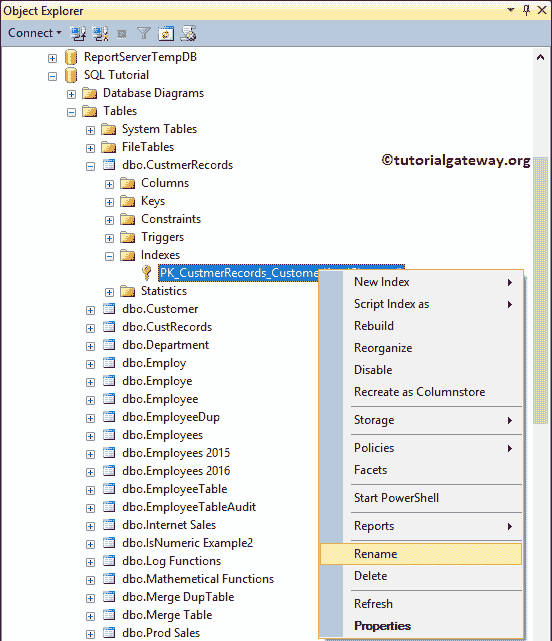 Object Explorer
Connect
ReportServerTempDB
SQL Tutorial
Database Diagrams
Tables
System Tables
FileTables
dbo.CustmerRecords
©tutorialgateway.org
Columns
Keys
Constraints
Triggers
Indexes
PK_CustmerRecords_Customer
Statistics
dbo.Customer
dbo.CustRecords
dbo.Department
dbo.Employ
dbo.Employe
dbo.Employee
dbo.EmployeeDup
dbo.Employees
dbo.Employees 2015
dbo.Employees 2016
dbo.EmployeeTable
dbo.EmployeeTableAudit
dbo.Internet Sales
dbo.IsNumeric Example2
dbo.Log Functions
dbo.Mathemetical Functions
dbo.Merge DupTable
dbo.Merge Table
dbo.Prod Sales
New Index
Script Index as
Rebuild
Reorganize
Disable
Recreate as Columnstore
Storage
Policies
Facets
Start PowerShell
Reports
Rename
Delete
Refresh
Properties